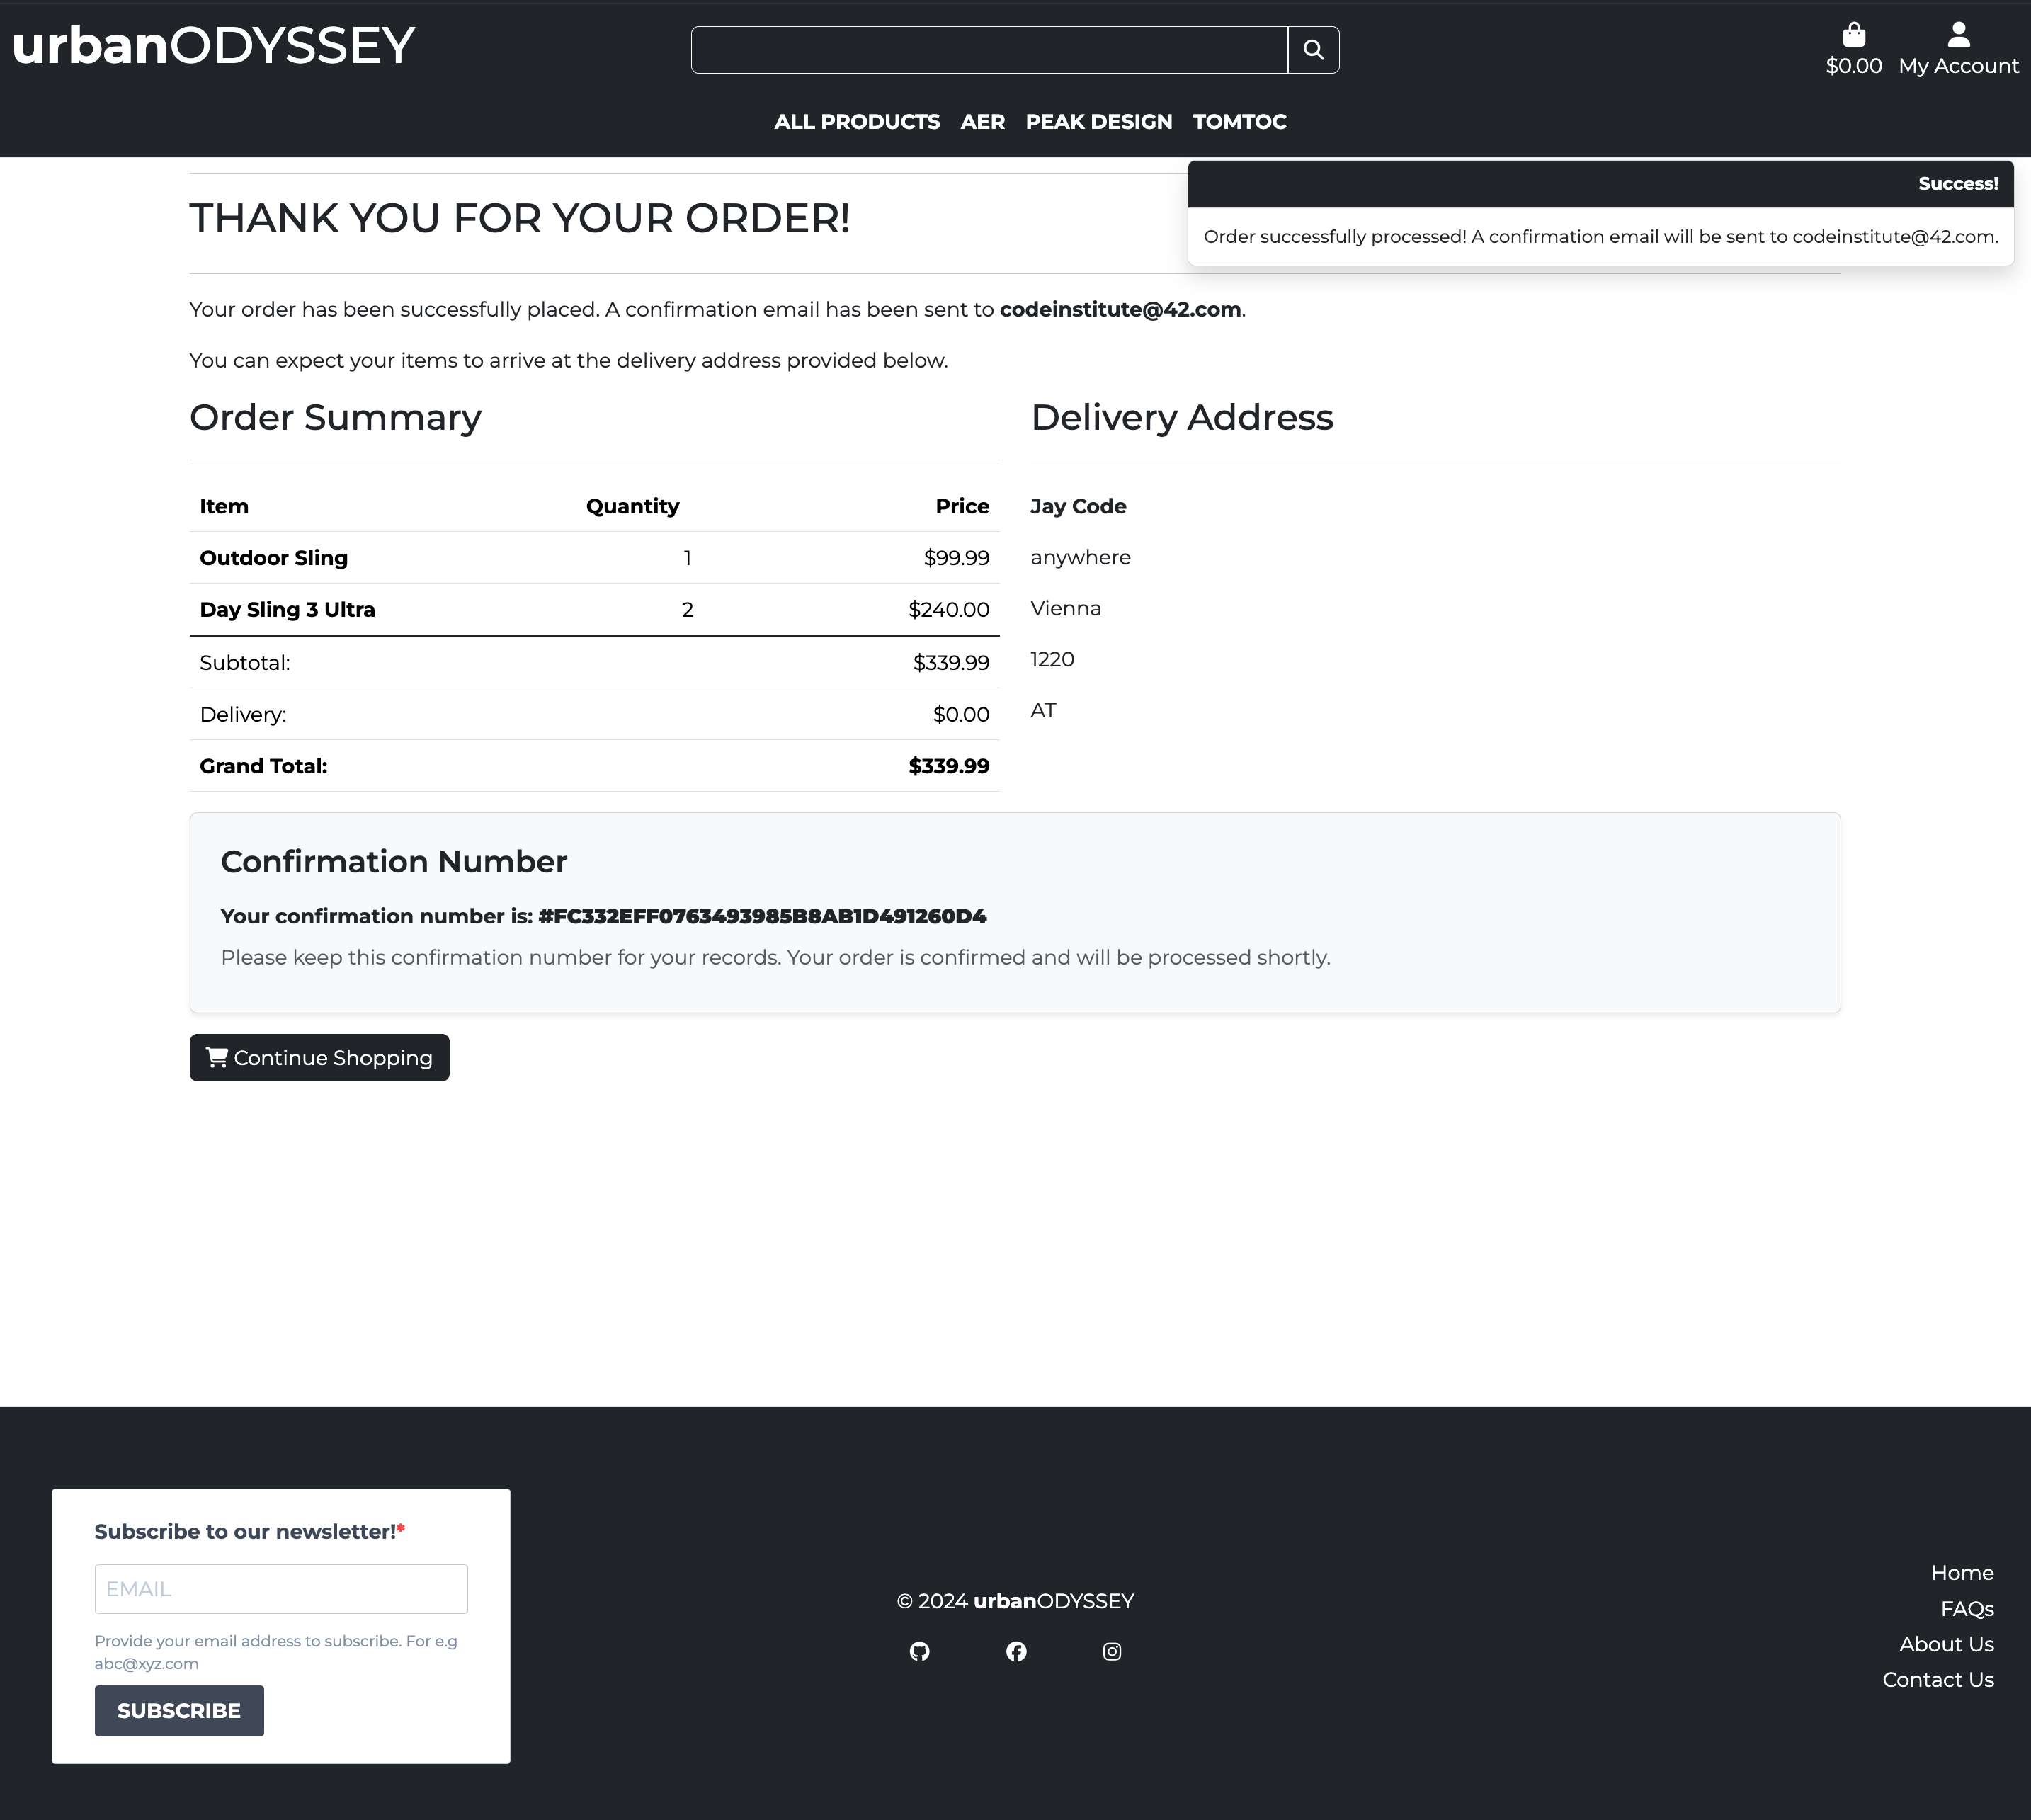 urbanODYSSEY
$0.00 My Account
ALL PRODUCTS AER PEAK DESIGN TOMTOC
Success!
Order successfully processed! A confirmation email will be sent to codeinstitute@42.com.
THANK YOU FOR YOUR ORDER!
Your order has been successfully placed. A confirmation email has been sent to codeinstitute@42.com.
You can expect your items to arrive at the delivery address provided below.
Order Summary
Item Quantity Price
Outdoor Sling 1 $99.99
Day Sling 3 Ultra 2 $240.00
Subtotal: $339.99
Delivery: $0.00
Grand Total: $339.99
Delivery Address
Jay Code
anywhere
Vienna
1220
AT
Confirmation Number
Your confirmation number is: #FC332EFF0763493985B8AB1D491260D4
Please keep this confirmation number for your records. Your order is confirmed and will be processed shortly.
Continue Shopping
Subscribe to our newsletter!*
EMAIL
Provide your email address to subscribe. For e.g
abc@xyz.com
SUBSCRIBE
© 2024 urbanODYSSEY
Home
FAQs
About Us
Contact Us